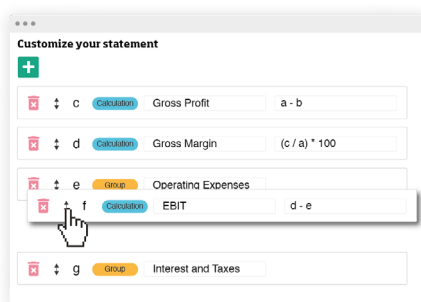 Customize your statement
+
c Calculation Gross Profit a - b
d Calculation Gross Margin (c / a) * 100
e Group Operating Expenses
f Calculation EBIT d - e
g Group Interest and Taxes